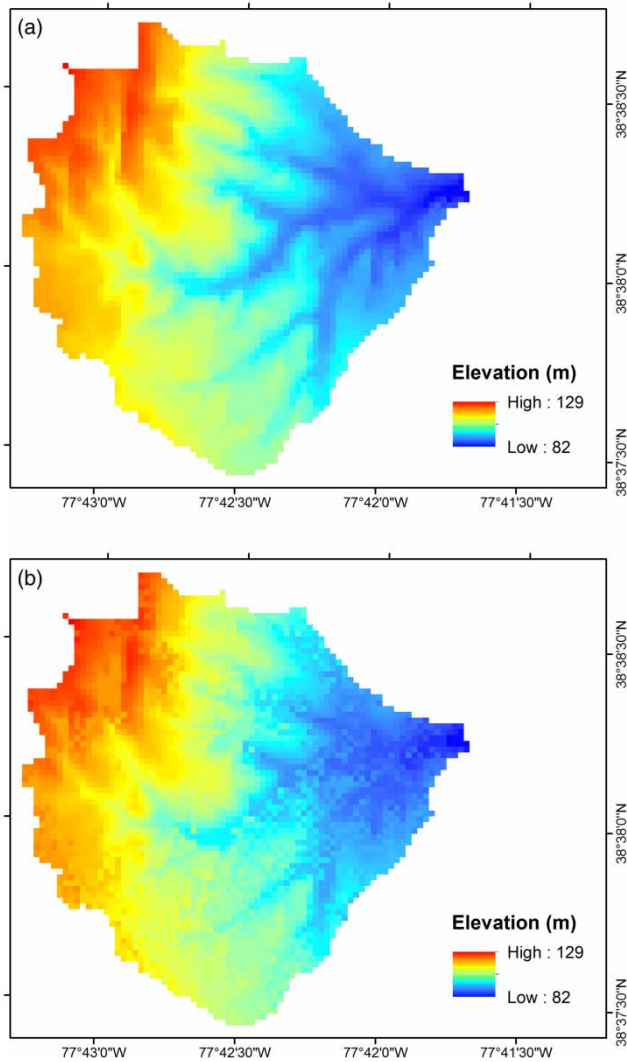 (a)
38°38'30"N
38°38'0"N
38°37'30"N
Elevation (m)
High : 129
Low : 82
77°43'0"W
77°42'30"W
77°42'0"W
77°41'30"W
(b)
38°38'30"N
38°38'0"N
38°37'30"N
Elevation (m)
High : 129
Low : 82
77°43'0"W
77°42'30"W
77°42'0"W
77°41'30"W